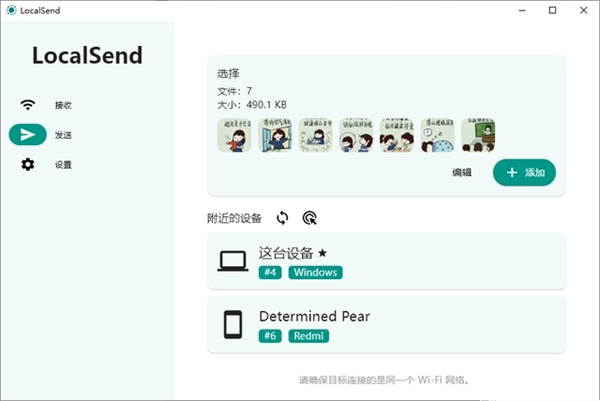 LocalSend
LocalSend
接收
发送
设置
选择
文件：7
大小：490.1 KB
编辑
添加
附近的设备
这台设备
#4 Windows
Determined Pear
#6 Redmi
请确保目标连接的是同一个 Wi-Fi 网络。